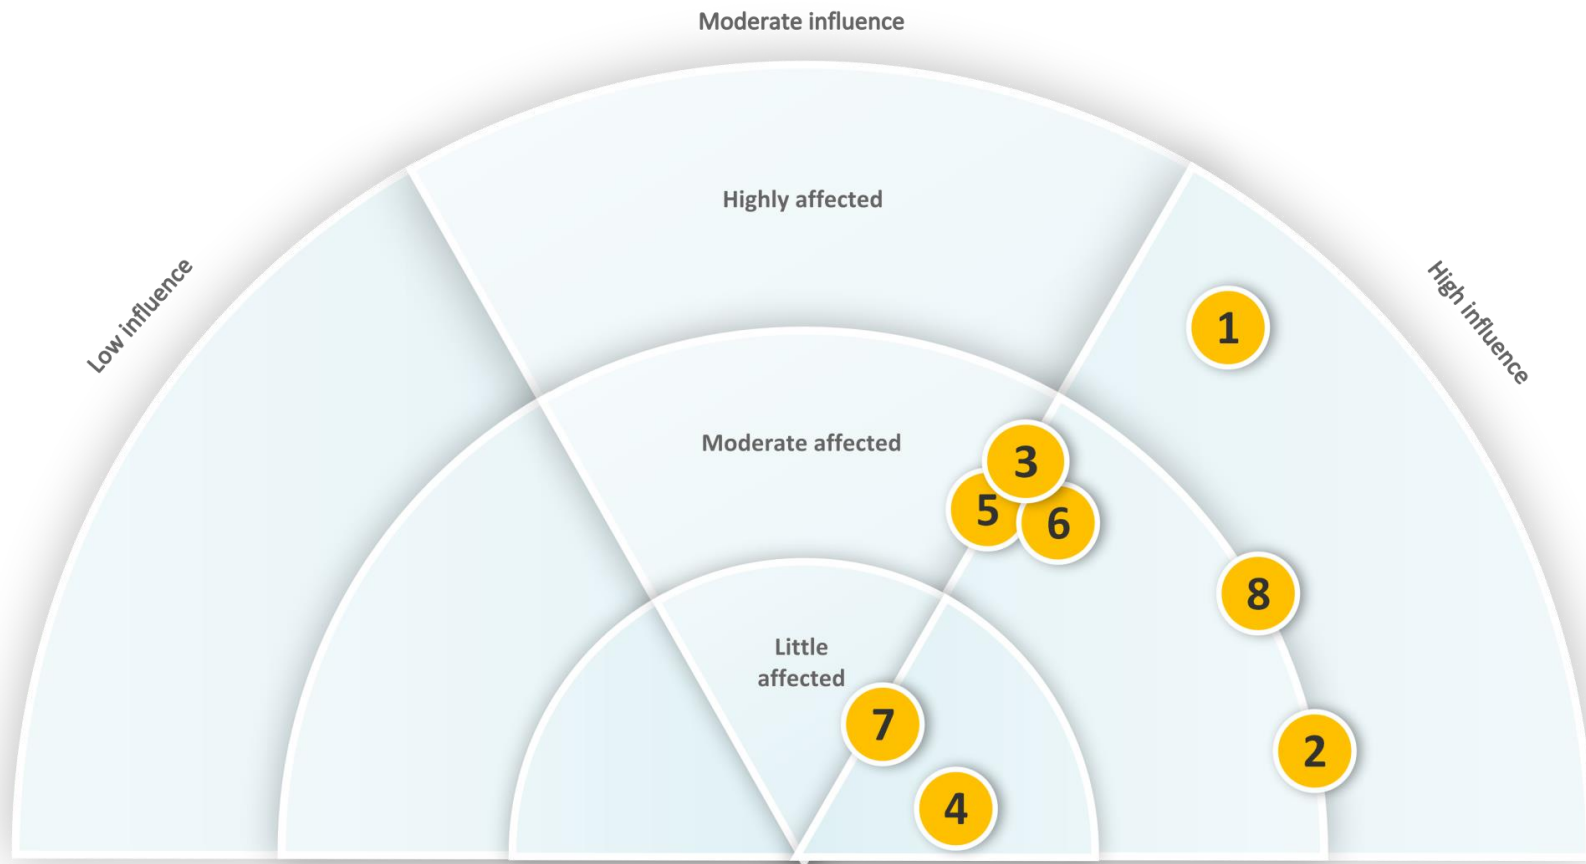 Moderate influence
Highly affected
Low influence
High influence
1
Moderate affected
3
5
6
8
Little
affected
7
2
4